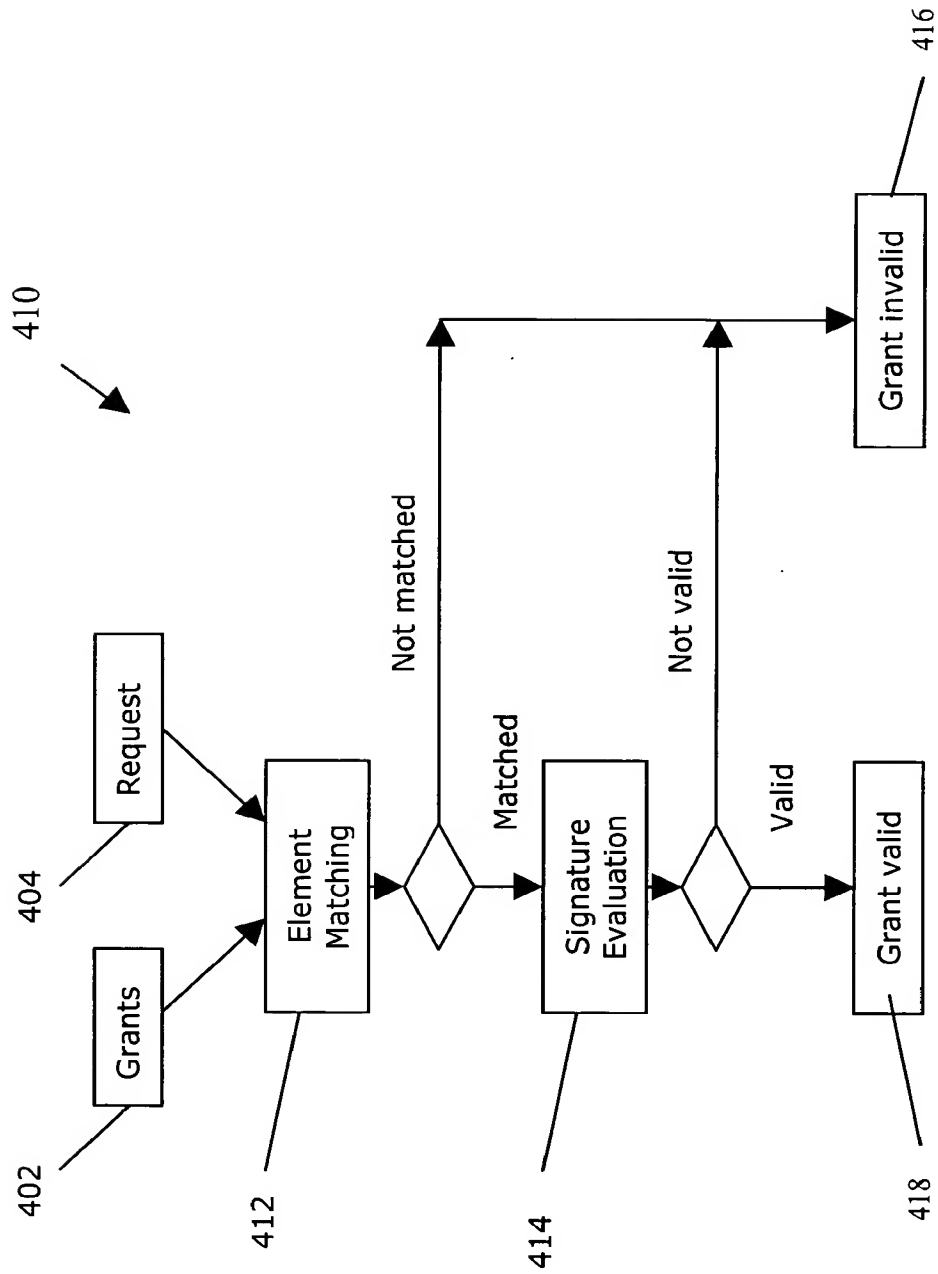 410
402
Grants
404
Request
412
Element
Matching
Not matched
Matched
414
Signature
Evaluation
Not valid
Valid
418
Grant valid
Grant invalid
416